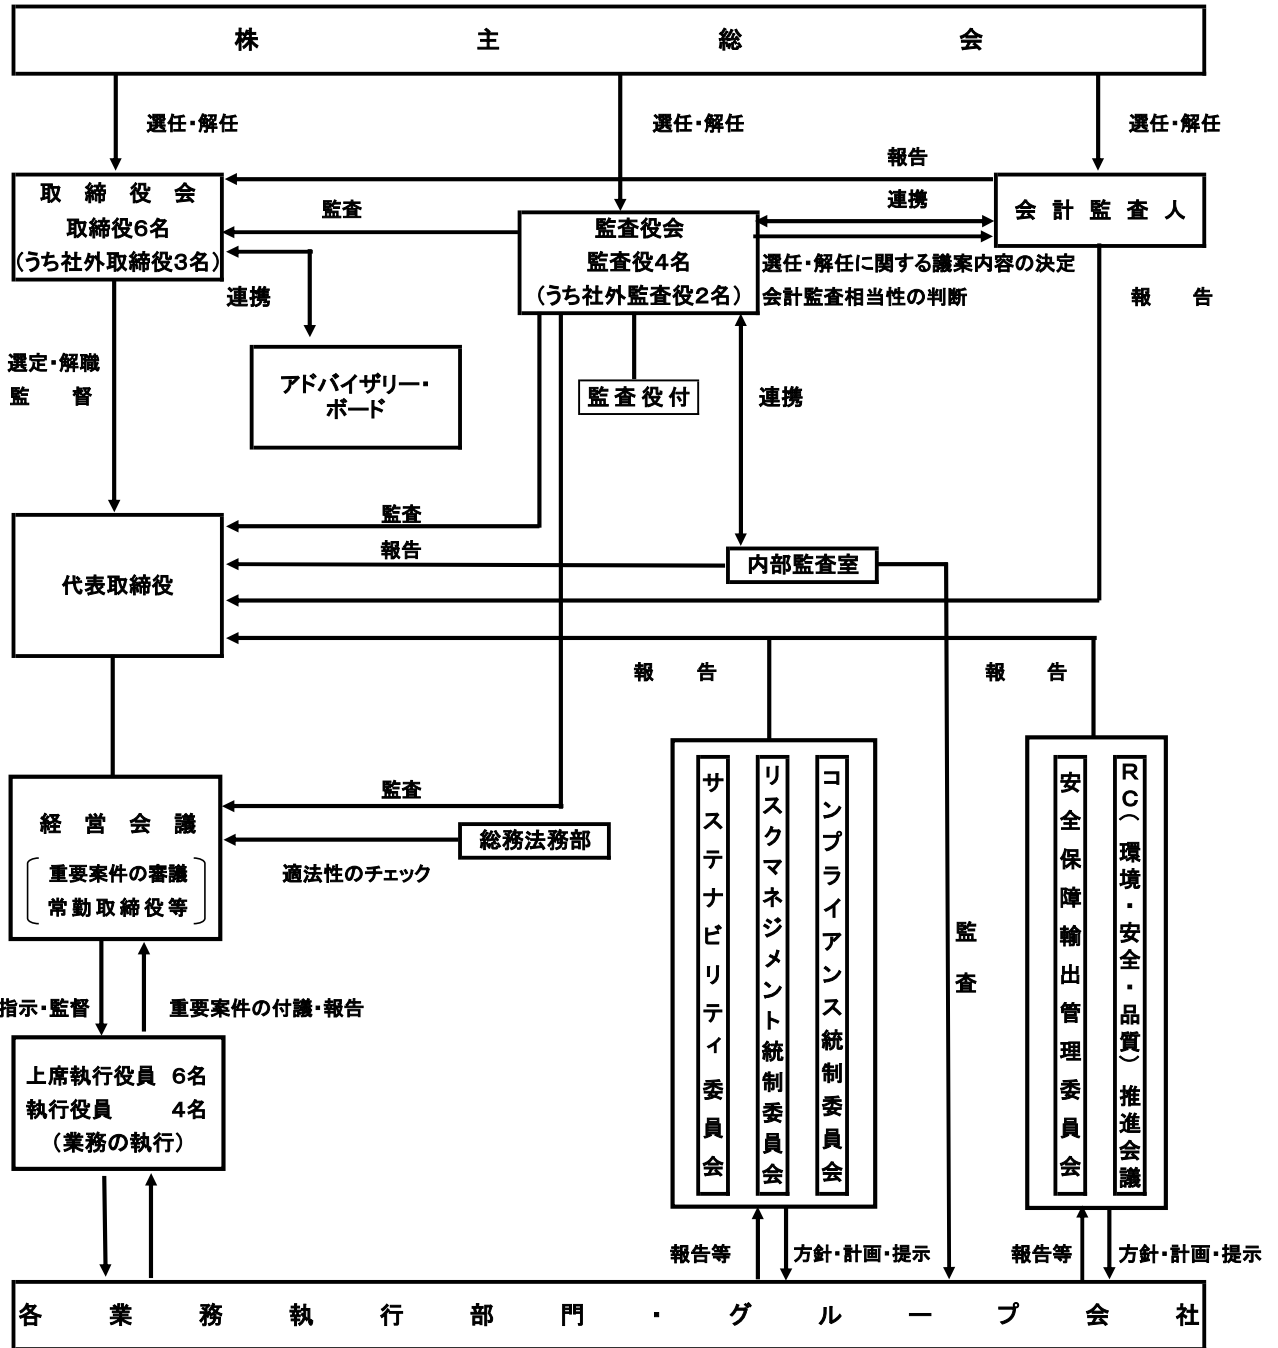 株主総会
選任・解任
選任・解任
選任・解任
報告
取締役会
取締役6名
(うち社外取締役3名)
監査
監査役会
監査役4名
(うち社外監査役2名)
連携
会計監査人
選任・解任に関する議案内容の決定
会計監査相当性の判断
報告
連携
選定・解職
監督
アドバイザリー・
ボード
監査役付
連携
監査
報告
内部監査室
代表取締役
報告
報告
監査
経営会議
重要案件の審議
常勤取締役等
総務法務部
適法性のチェック
サステナビリティ委員会
リスクマネジメント統制委員会
コンプライアンス統制委員会
安全保障輸出管理委員会
RC(環境・安全・品質)推進会議
監査
指示・監督
重要案件の付議・報告
上席執行役員 6名
執行役員 4名
(業務の執行)
報告等
方針・計画・提示
報告等
方針・計画・提示
各業務執行部門・グループ会社